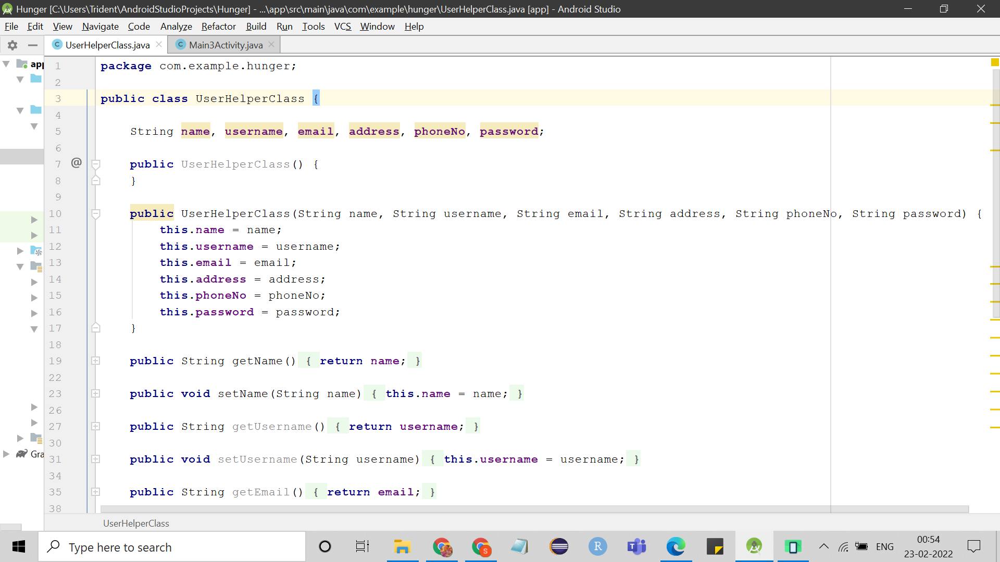 Hunger [C:\Users\Trident\AndroidStudioProjects\Hunger] - ...\app\src\main\java\com\example\hunger\UserHelperClass.java [app] - Android Studio
File Edit View Navigate Code Analyze Refactor Build Run Tools VCS Window Help
UserHelperClass.java Main3Activity.java
app
1 package com.example.hunger;
2
3 public class UserHelperClass {
4
5 String name, username, email, address, phoneNo, password;
6
7 @ public UserHelperClass() {
8 }
9
10 public UserHelperClass(String name, String username, String email, String address, String phoneNo, String password) {
11 this.name = name;
12 this.username = username;
13 this.email = email;
14 this.address = address;
15 this.phoneNo = phoneNo;
16 this.password = password;
17 }
18
19 public String getName() { return name; }
22
23 public void setName(String name) { this.name = name; }
26
27 public String getUsername() { return username; }
30
Gra
31 public void setUsername(String username) { this.username = username; }
34
35 public String getEmail() { return email; }
38
UserHelperClass
Type here to search
ENG
00:54
23-02-2022